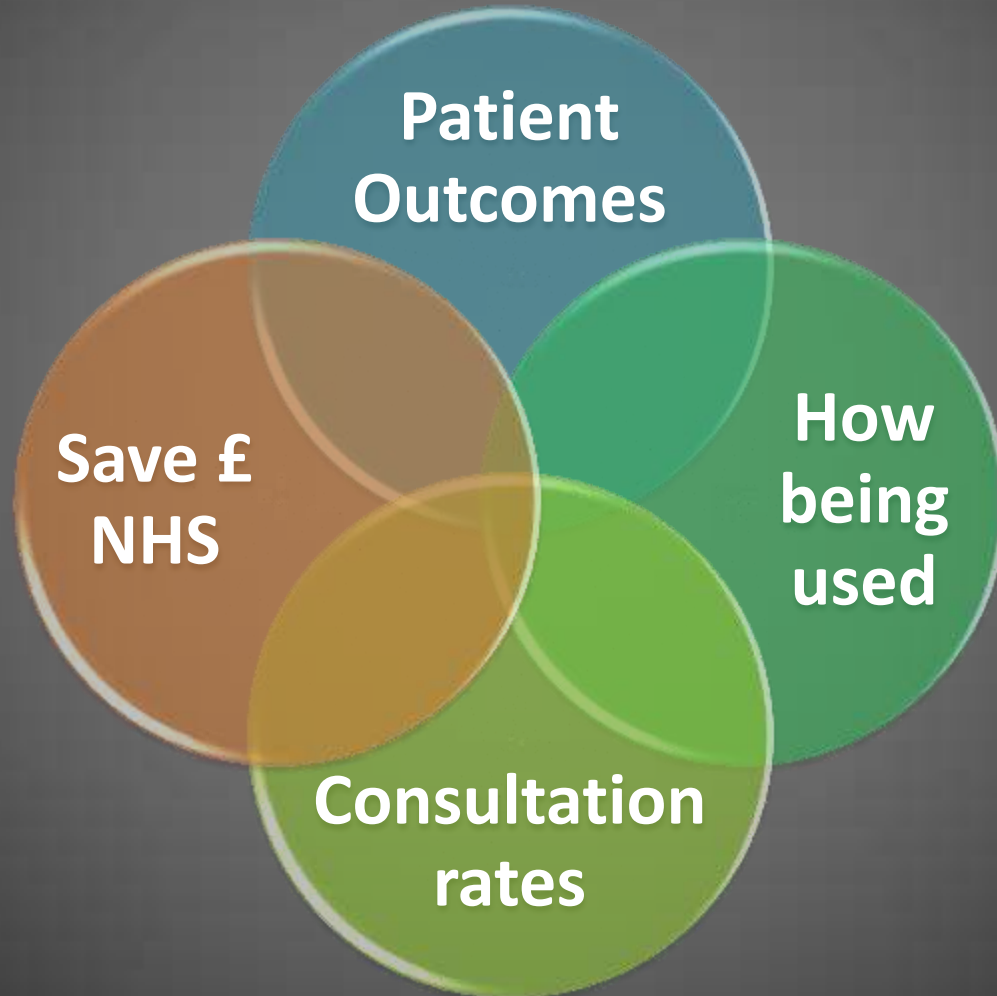 Patient
Outcomes
Save £
NHS
How
being
used
Consultation
rates